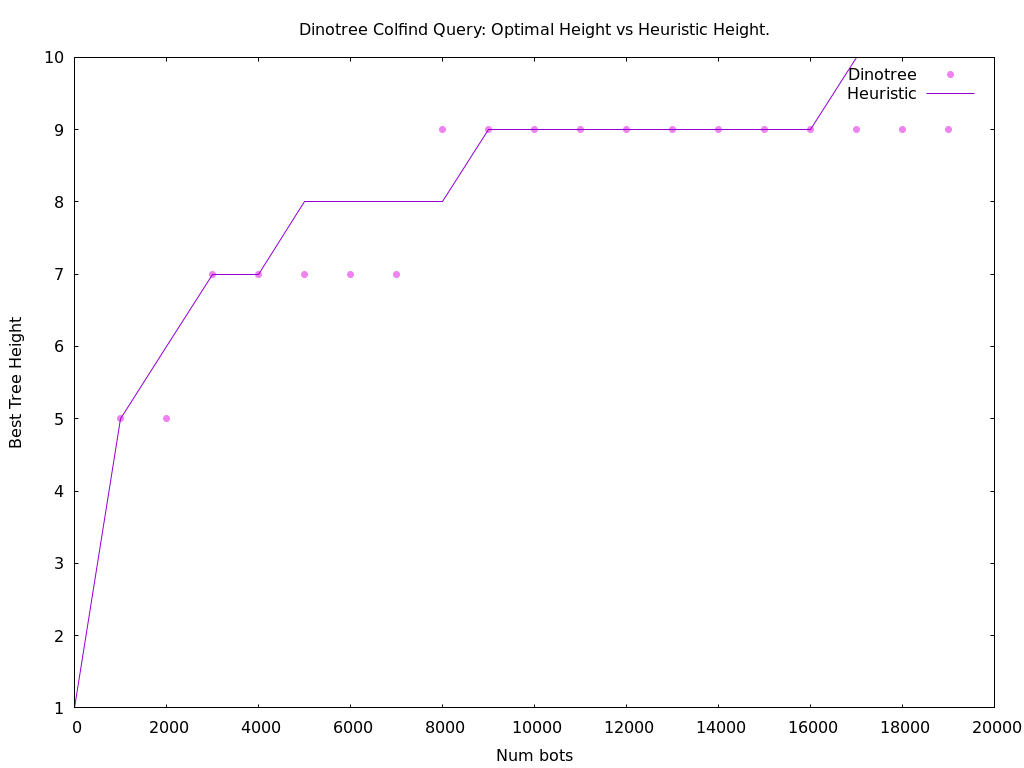 Dinotree Colfind Query: Optimal Height vs Heuristic Height.
Dinotree
Heuristic
Best Tree Height
10
9
8
7
6
5
4
3
2
1
0 2000 4000 6000 8000 10000 12000 14000 16000 18000 20000
Num bots